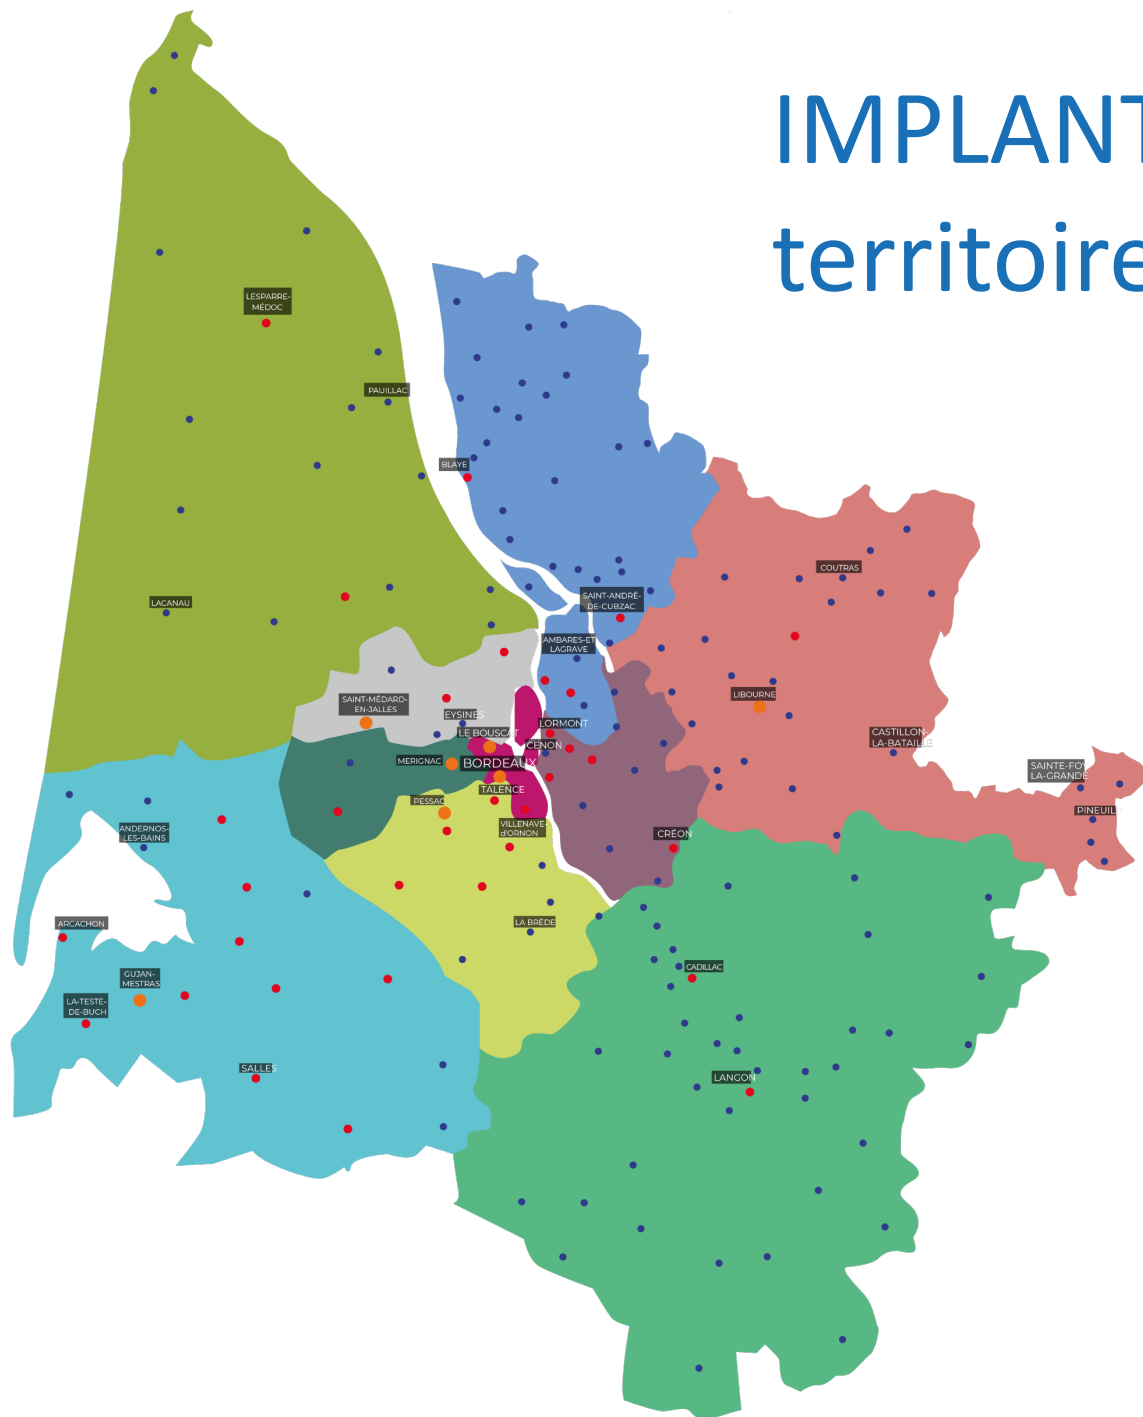 IMPLANT
territoire
LESPARRE-
MÉDOC
PAUILLAC
BLAYE
COUTRAS
LACANAU
SAINT-ANDRÉ-
DE-CUBZAC
AMBARES-ET
LAGRAVE
SAINT-MÉDARD-
EN-JALLES
EYSINES
LE BOUSCAT
LORMONT
CENON
LIBOURNE
CASTILLON-
LA-BATAILLE
MERIGNAC
BORDEAUX
SAINTE-FOY
LA-GRANDE
TALENCE
PESSAC
PINEUILH
VILLENAVE-
d'ORNON
ANDERNOS-
LES-BAINS
CRÉON
ARCACHON
LA BRÈDE
GUJAN-
MESTRAS
CADILLAC
LA-TESTE-
DE-BUCH
SALLES
LANGON